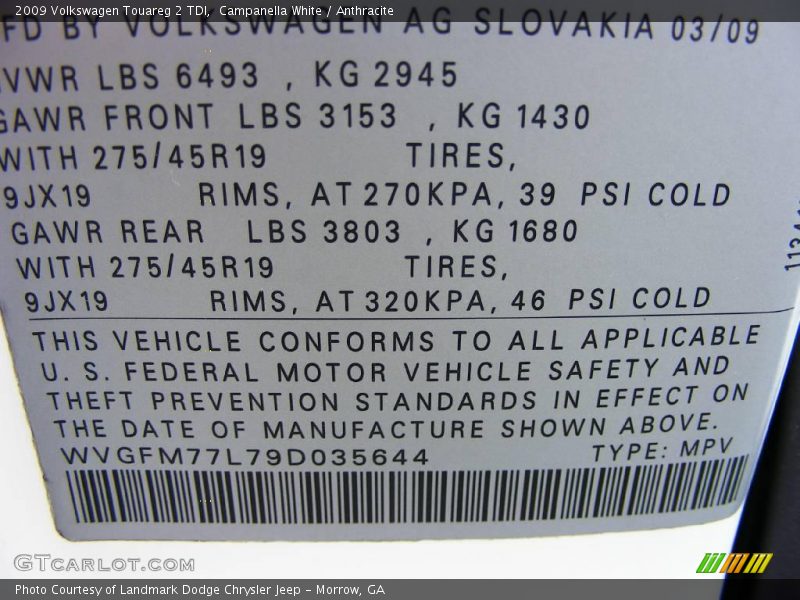 2009 Volkswagen Touareg 2 TDI, Campanella White / Anthracite
FD BY VOLKSWAGEN AG SLOVAKIA 03/09
VWR LBS 6493 , KG 2945
GAWR FRONT LBS 3153 , KG 1430
WITH 275/45R19 TIRES,
9JX19 RIMS, AT 270KPA, 39 PSI COLD
GAWR REAR LBS 3803 , KG 1680
WITH 275/45R19 TIRES,
9JX19 RIMS, AT 320KPA, 46 PSI COLD
THIS VEHICLE CONFORMS TO ALL APPLICABLE
U. S. FEDERAL MOTOR VEHICLE SAFETY AND
THEFT PREVENTION STANDARDS IN EFFECT ON
THE DATE OF MANUFACTURE SHOWN ABOVE.
WVGFM77L79D035644 TYPE: MPV
GTCARLOT.COM
Photo Courtesy of Landmark Dodge Chrysler Jeep - Morrow, GA